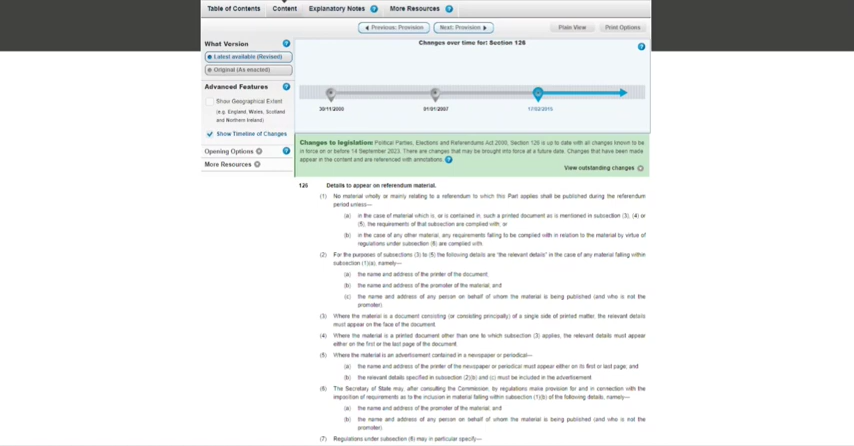 Table of Contents
Content
Explanatory Notes ?
More Resources ?
Previous: Provision
Next: Provision
Plain View
Print Options
What Version ?
Latest available (Revised)
Original (As enacted)
Advanced Features ?
Show Geographical Extent
(e.g. England, Wales, Scotland
and Northern Ireland)
Show Timeline of Changes
Opening Options ?
More Resources
Changes over time for: Section 126
?
30/11/2000
01/01/2007
17/02/2015
Changes to legislation: Political Parties, Elections and Referendums Act 2000, Section 126 is up to date with all changes known to be
in force on or before 14 September 2023. There are changes that may be brought into force at a future date. Changes that have been made
appear in the content and are referenced with annotations. ?
View outstanding changes
126 Details to appear on referendum material.
(1) No material wholly or mainly relating to a referendum to which this Part applies shall be published during the referendum
period unless—
(a) in the case of material which is, or is contained in, such a printed document as is mentioned in subsection (3), (4) or
(5), the requirements of that subsection are complied with; or
(b) in the case of any other material, any requirements falling to be complied with in relation to the material by virtue of
regulations under subsection (6) are complied with.
(2) For the purposes of subsections (3) to (5) the following details are "the relevant details" in the case of any material falling within
subsection (1)(a), namely—
(a) the name and address of the printer of the document;
(b) the name and address of the promoter of the material; and
(c) the name and address of any person on behalf of whom the material is being published (and who is not the
promoter).
(3) Where the material is a document consisting (or consisting principally) of a single side of printed matter, the relevant details
must appear on the face of the document.
(4) Where the material is a printed document other than one to which subsection (3) applies, the relevant details must appear
either on the first or the last page of the document.
(5) Where the material is an advertisement contained in a newspaper or periodical—
(a) the name and address of the printer of the newspaper or periodical must appear either on its first or last page; and
(b) the relevant details specified in subsection (2)(b) and (c) must be included in the advertisement.
(6) The Secretary of State may, after consulting the Commission, by regulations make provision for and in connection with the
imposition of requirements as to the inclusion in material falling within subsection (1)(b) of the following details, namely—
(a) the name and address of the promoter of the material; and
(b) the name and address of any person on behalf of whom the material is being published (and who is not the
promoter).
(7) Regulations under subsection (6) may in particular specify—